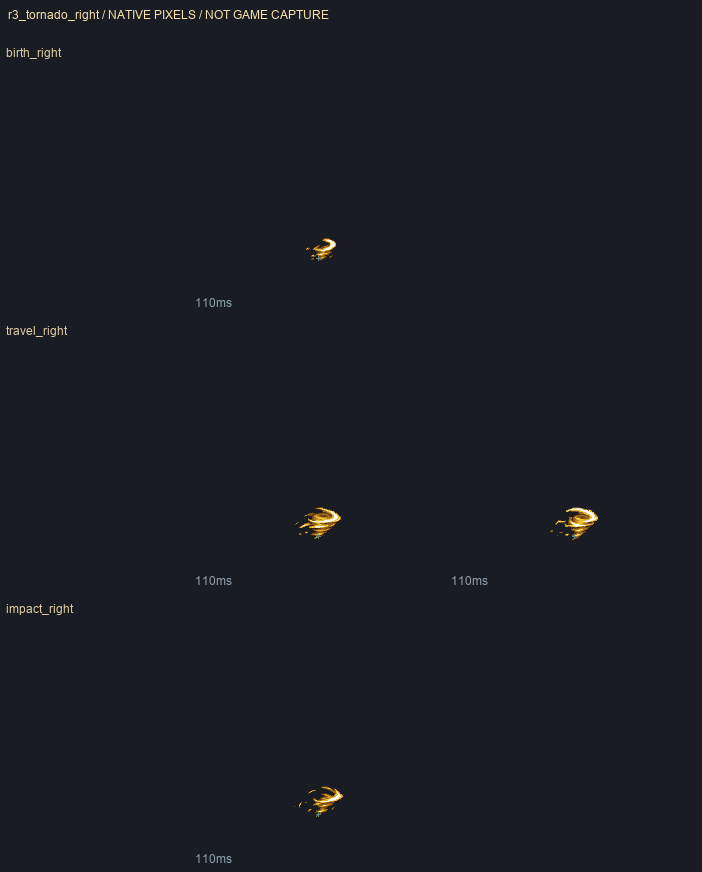 r3_tornado_right / NATIVE PIXELS / NOT GAME CAPTURE
birth_right
110ms
travel_right
110ms 110ms
impact_right
110ms